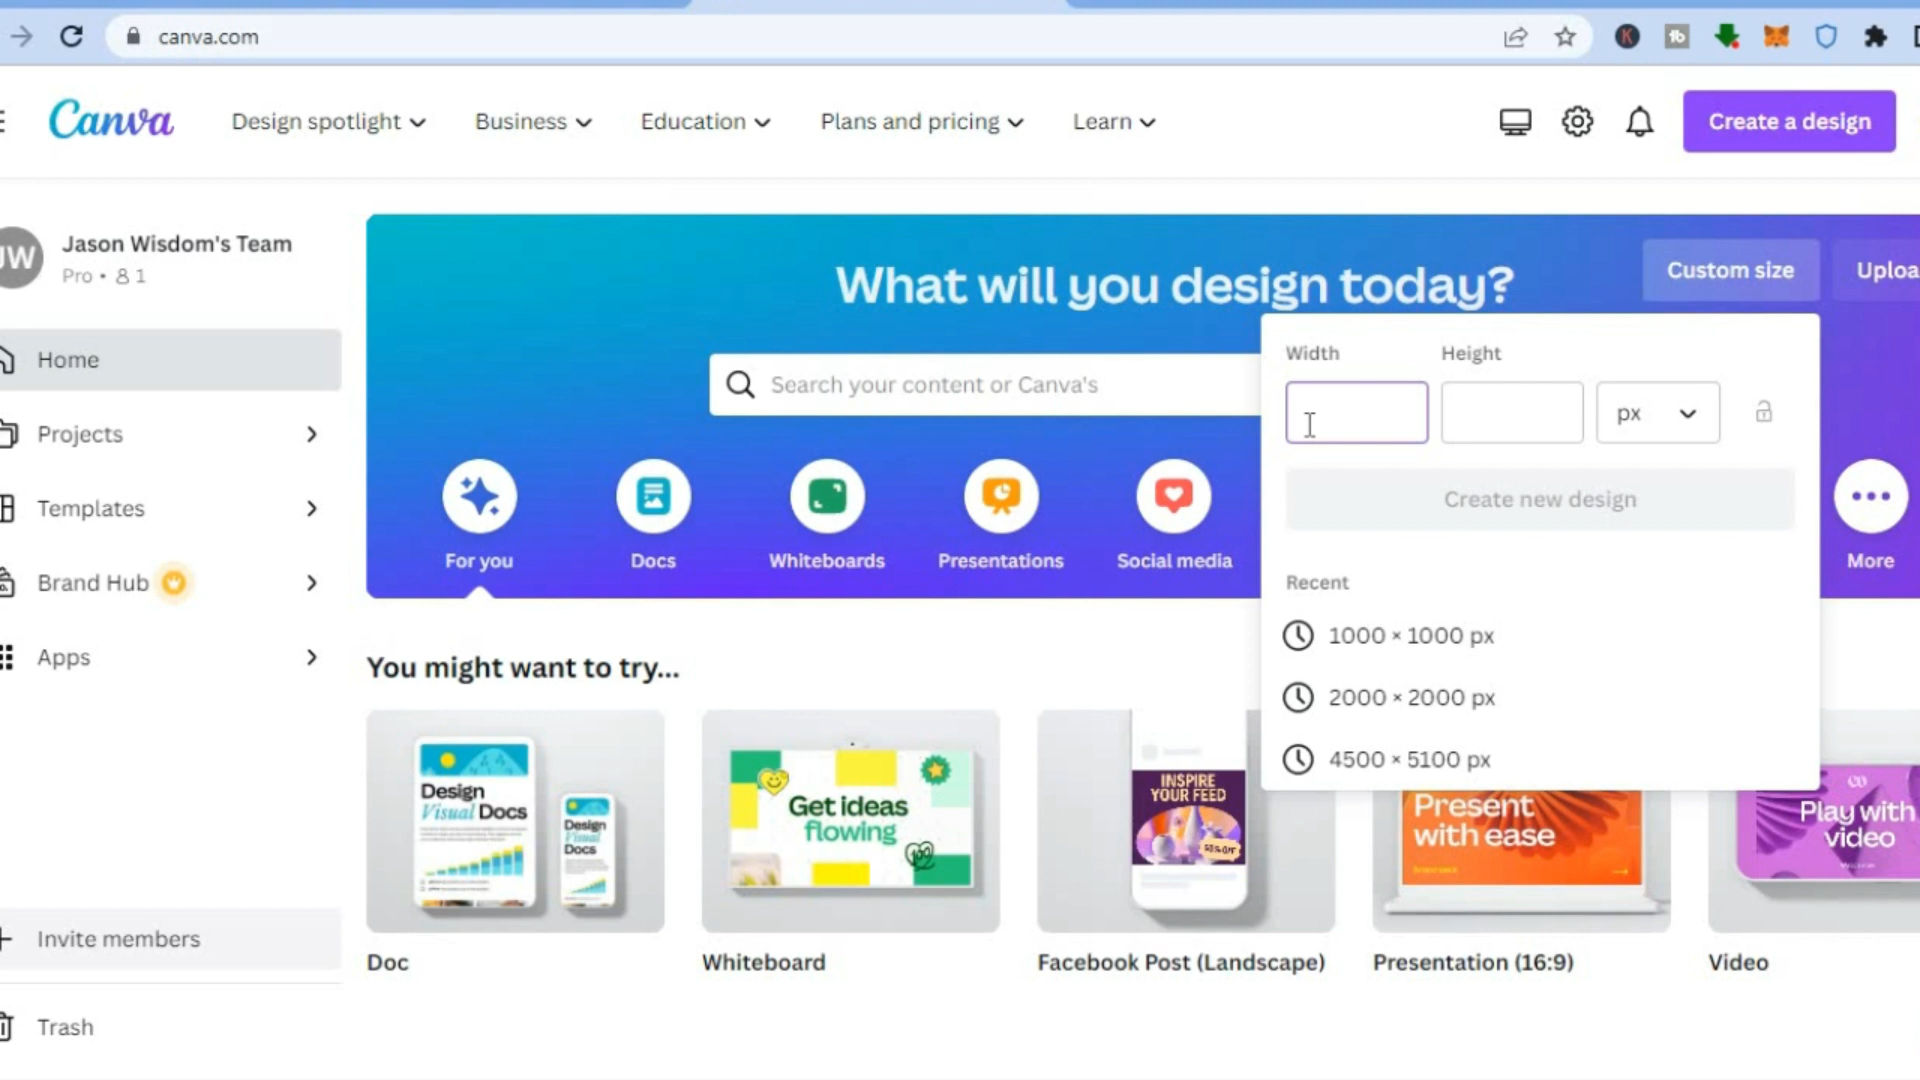 canva.com
Canva
Design spotlight
Business
Education
Plans and pricing
Learn
Create a design
JW
Jason Wisdom's Team
Pro • 1
Home
Projects
Templates
Brand Hub
Apps
Invite members
Trash
What will you design today?
Custom size
Uploa
Search your content or Canva's
Width
Height
px
Create new design
Recent
1000 × 1000 px
2000 × 2000 px
4500 × 5100 px
For you
Docs
Whiteboards
Presentations
Social media
More
You might want to try...
Design
Visual Docs
Design
Visual
Docs
Get ideas
flowing
100
INSPIRE
YOUR FEED
50% OFF
Present
with ease
Play with
video
Doc
Whiteboard
Facebook Post (Landscape)
Presentation (16:9)
Video